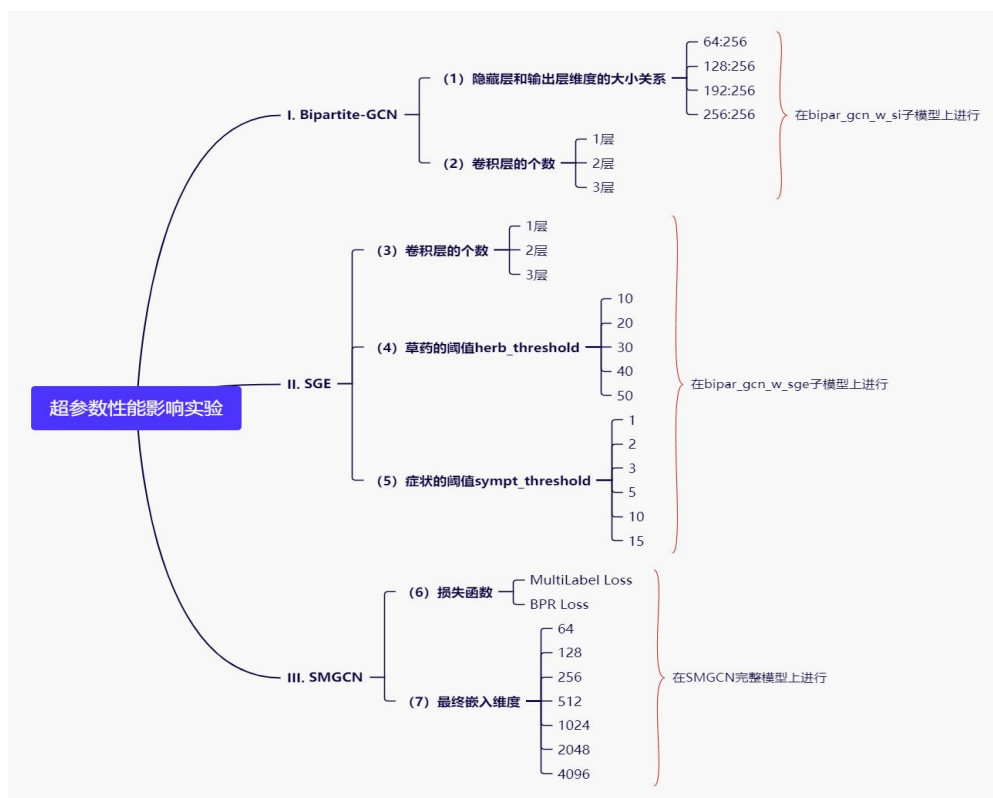 超参数性能影响实验
I. Bipartite-GCN
（1）隐藏层和输出层维度的大小关系
64:256
128:256
192:256
256:256
（2）卷积层的个数
1层
2层
3层
在bipar_gcn_w_si子模型上进行
II. SGE
（3）卷积层的个数
1层
2层
3层
（4）草药的阈值herb_threshold
10
20
30
40
50
（5）症状的阈值sympt_threshold
1
2
3
5
10
15
在bipar_gcn_w_sge子模型上进行
III. SMGCN
（6）损失函数
MultiLabel Loss
BPR Loss
（7）最终嵌入维度
64
128
256
512
1024
2048
4096
在SMGCN完整模型上进行